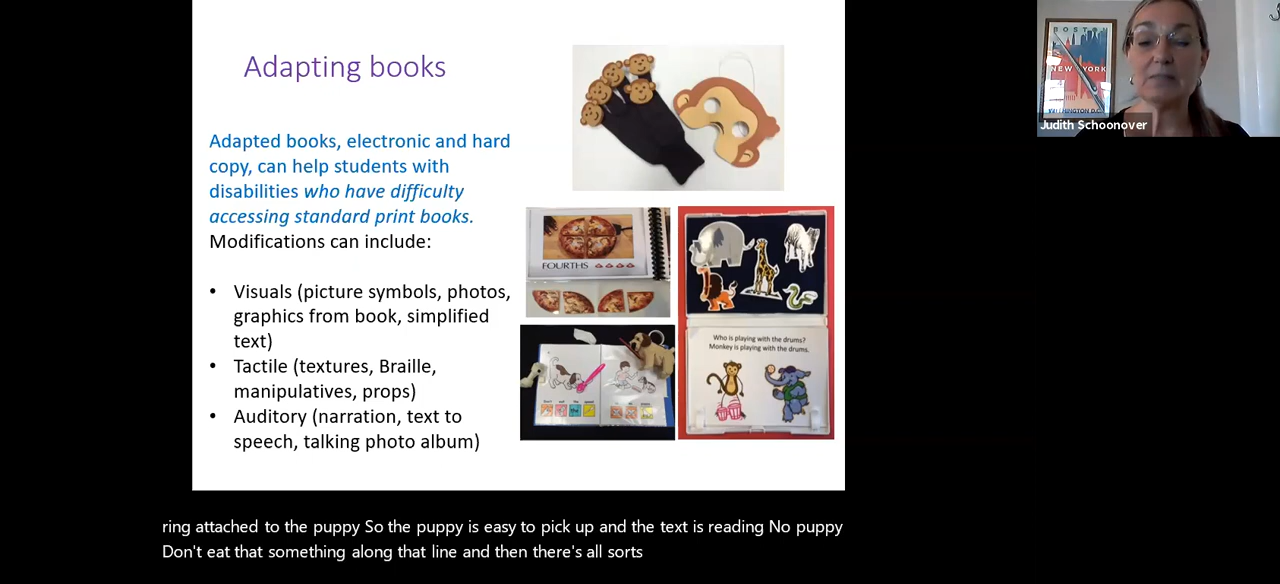 Adapting books
Adapted books, electronic and hard
copy, can help students with
disabilities who have difficulty
accessing standard print books.
Modifications can include:
• Visuals (picture symbols, photos,
graphics from book, simplified
text)
• Tactile (textures, Braille,
manipulatives, props)
• Auditory (narration, text to
speech, talking photo album)
FOURTHS
Who is playing with the drums?
Monkey is playing with the drums.
BOSTON
NEW YORK
WASHINGTON D.C.
Judith Schoonover
ring attached to the puppy So the puppy is easy to pick up and the text is reading No puppy
Don't eat that something along that line and then there's all sorts